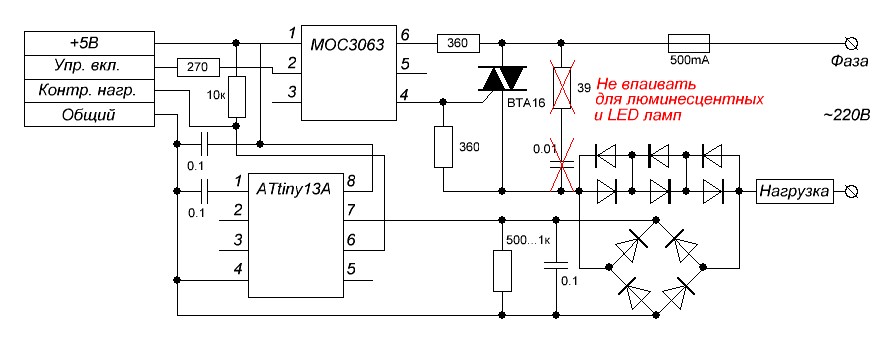 +5В
Упр. вкл.
Контр. нагр.
Общий
270
10к
0.1
0.1
1
2
3
MOC3063
6
5
4
360
360
BTA16
39
0.01
Не впаивать
для люминесцентных
и LED ламп
500mA
Фаза
~220В
Нагрузка
1
2
3
4
ATtiny13A
8
7
6
5
500...1к
0.1